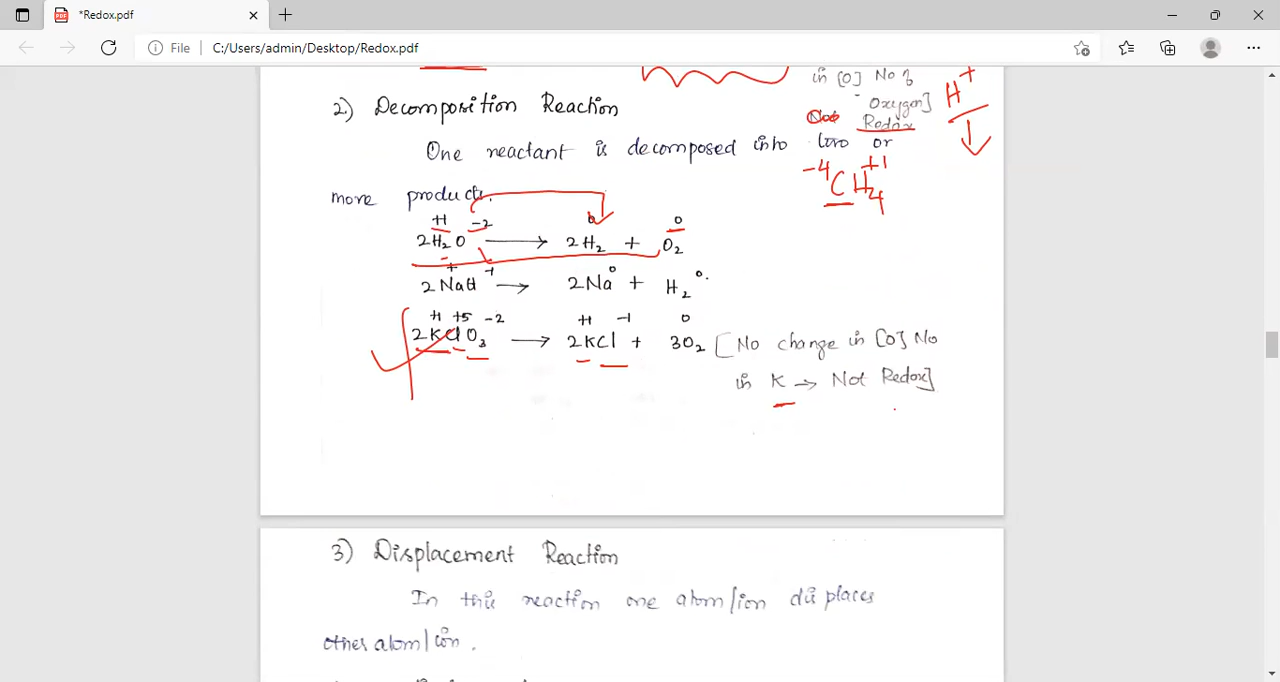 *Redox.pdf
File C:/Users/admin/Desktop/Redox.pdf
in [O] No of
Oxygen]
Redox
H+
2) Decomposition Reaction
One reactant is decomposed into two or
more products.
-4 +1
CH4
+1 -2 0 0
2H2O → 2H2 + O2
+ -1 0 0.
2NaH → 2Na + H2
+1 +5 -2 +1 -1 0
2KClO3 → 2KCl + 3O2 [No change in [O] No
in K → Not Redox]
3) Displacement Reaction
In this reaction one atom/ion displaces
other atom/ion.